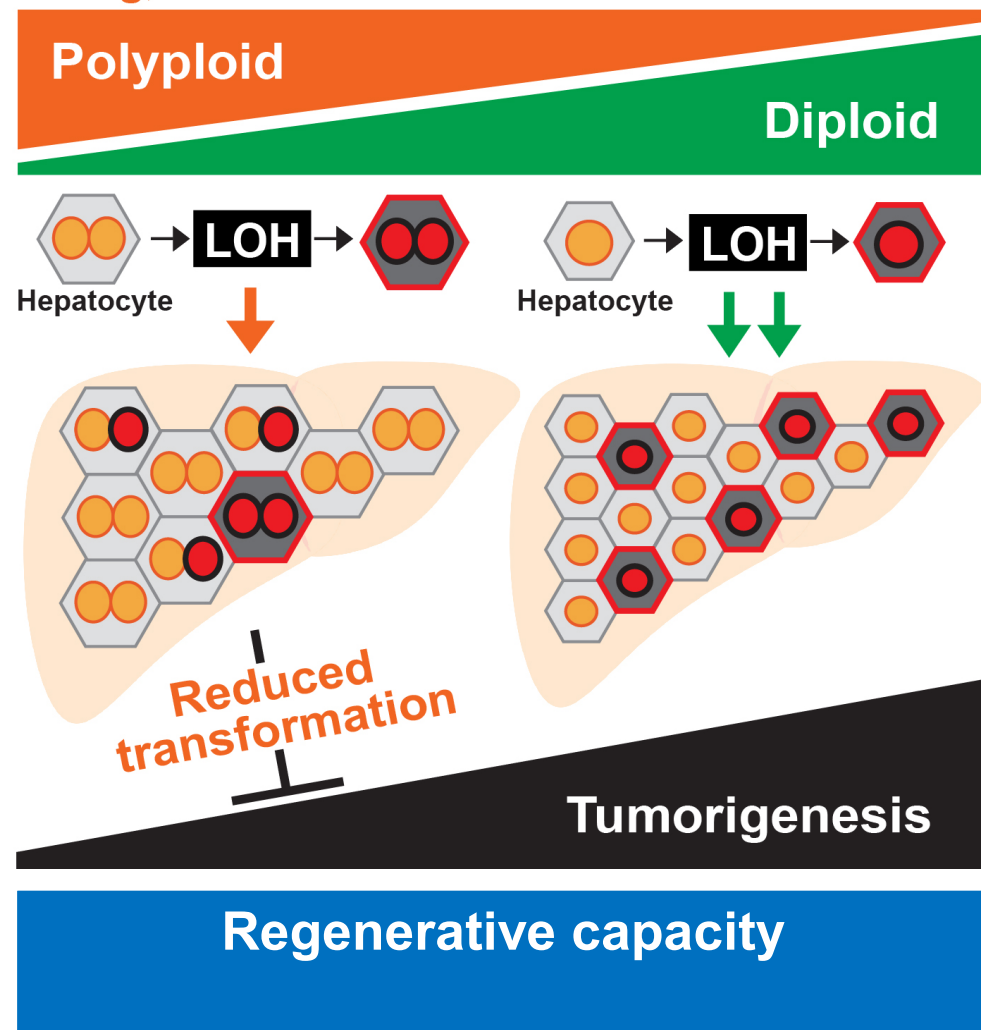 Polyploid
Diploid
LOH
LOH
Hepatocyte
Hepatocyte
Reduced
transformation
Tumorigenesis
Regenerative capacity